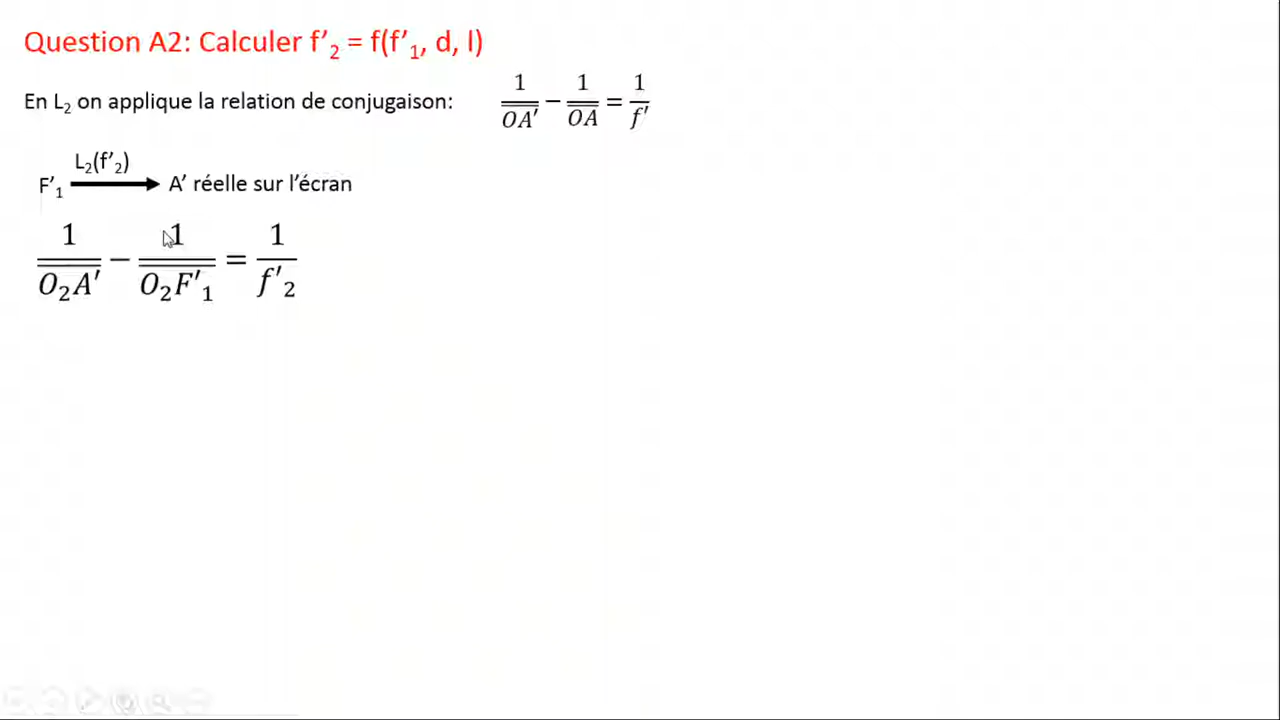 Question A2: Calculer f’₂ = f(f’₁, d, l)
En L₂ on applique la relation de conjugaison: 1/OA′ − 1/OA = 1/f′
L₂(f’₂)
F’₁ → A’ réelle sur l’écran
1/O₂A′ − 1/O₂F′₁ = 1/f′₂